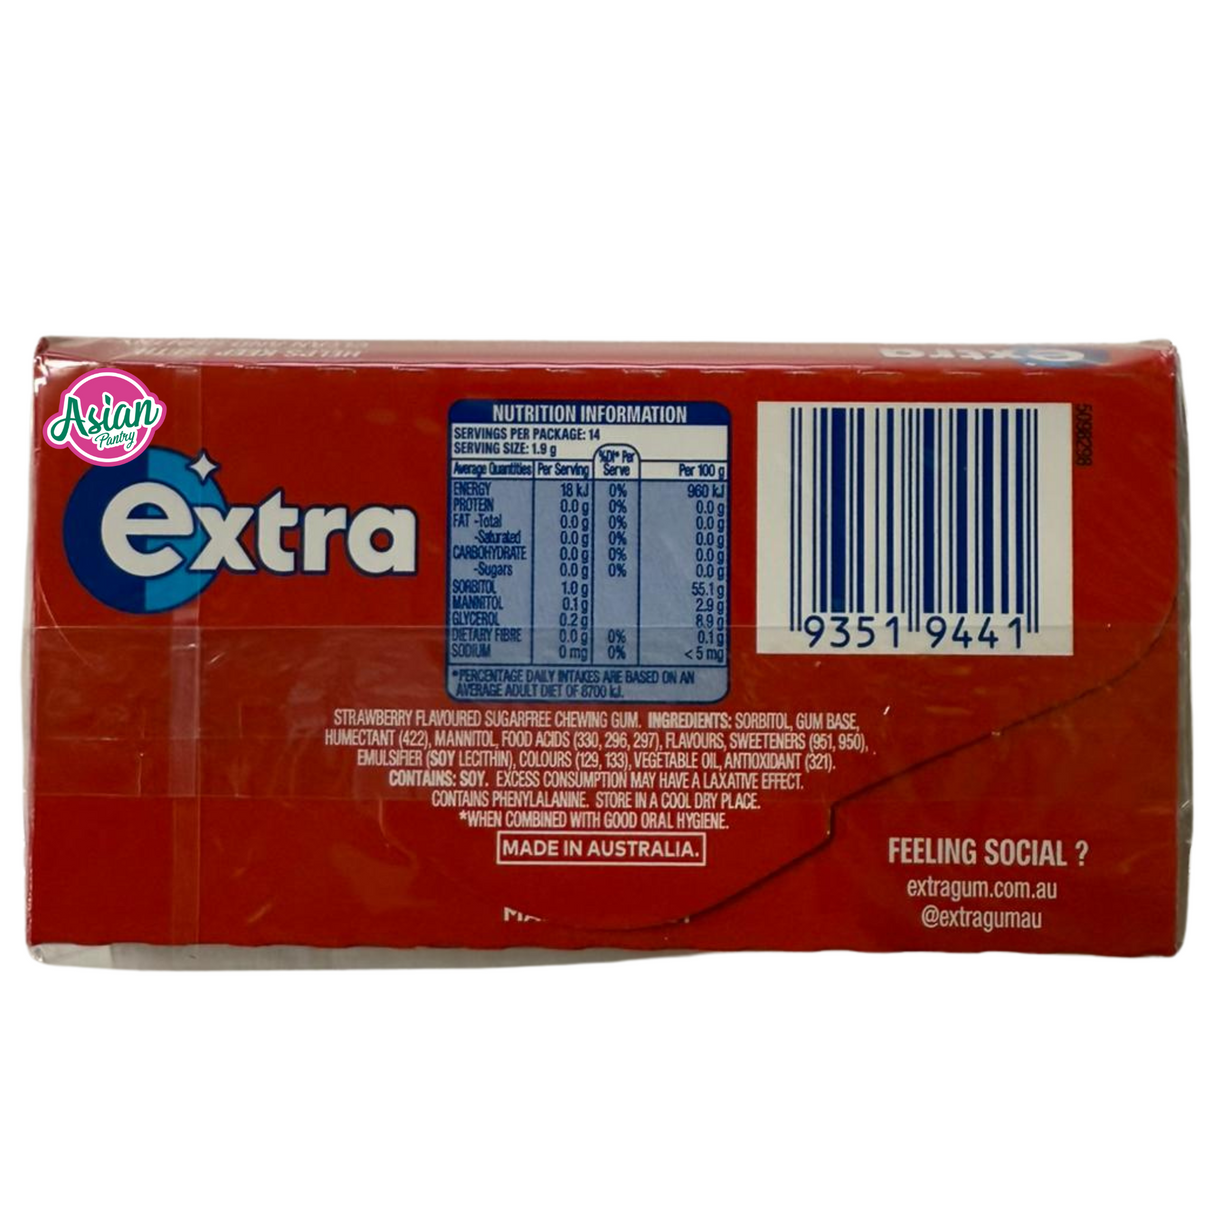 Asian
Pantry
extra
extra
NUTRITION INFORMATION
SERVINGS PER PACKAGE: 14
SERVING SIZE: 1.9 g
Average Quantities Per Serving %DI* Per Serve Per 100 g
ENERGY 18 kJ 0% 960 kJ
PROTEIN 0.0 g 0% 0.0 g
FAT -Total 0.0 g 0% 0.0 g
-Saturated 0.0 g 0% 0.0 g
CARBOHYDRATE 0.0 g 0% 0.0 g
-Sugars 0.0 g 0% 0.0 g
SORBITOL 1.0 g 55.1 g
MANNITOL 0.1 g 2.9 g
GLYCEROL 0.2 g 8.9 g
DIETARY FIBRE 0.0 g 0% 0.1 g
SODIUM 0 mg 0% < 5 mg
*PERCENTAGE DAILY INTAKES ARE BASED ON AN
AVERAGE ADULT DIET OF 8700 kJ.
9351 9441
5098298
STRAWBERRY FLAVOURED SUGARFREE CHEWING GUM. INGREDIENTS: SORBITOL, GUM BASE,
HUMECTANT (422), MANNITOL, FOOD ACIDS (330, 296, 297), FLAVOURS, SWEETENERS (951, 950),
EMULSIFIER (SOY LECITHIN), COLOURS (129, 133), VEGETABLE OIL, ANTIOXIDANT (321).
CONTAINS: SOY. EXCESS CONSUMPTION MAY HAVE A LAXATIVE EFFECT.
CONTAINS PHENYLALANINE. STORE IN A COOL DRY PLACE.
*WHEN COMBINED WITH GOOD ORAL HYGIENE.
MADE IN AUSTRALIA.
FEELING SOCIAL ?
extragum.com.au
@extragumau